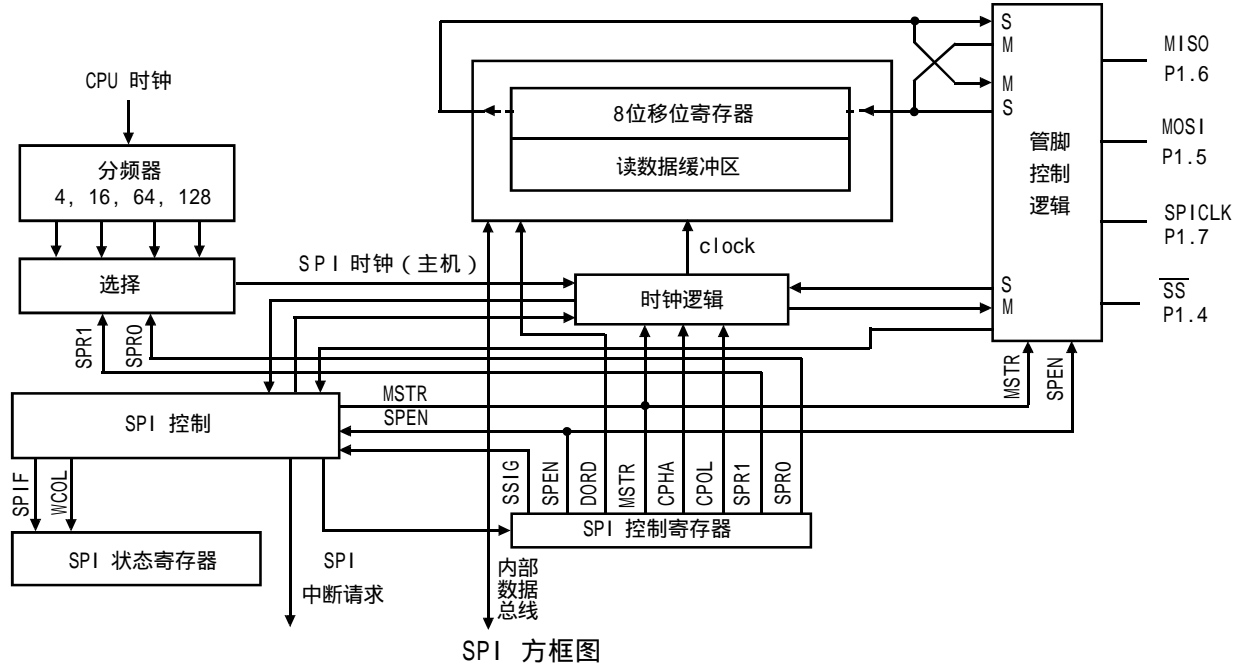 CPU 时钟
分频器
4, 16, 64, 128
选择
SPR1
SPR0
SPI 时钟（主机）
8位移位寄存器
读数据缓冲区
clock
时钟逻辑
S
M
M
S
管脚
控制
逻辑
S
M
MISO
P1.6
MOSI
P1.5
SPICLK
P1.7
SS
P1.4
MSTR
SPEN
SPI 控制
MSTR
SPEN
SPIF
WCOL
SPI 状态寄存器
SPI
中断请求
SSIG
SPEN
DORD
MSTR
CPHA
CPOL
SPR1
SPR0
SPI 控制寄存器
内部
数据
总线
SPI 方框图